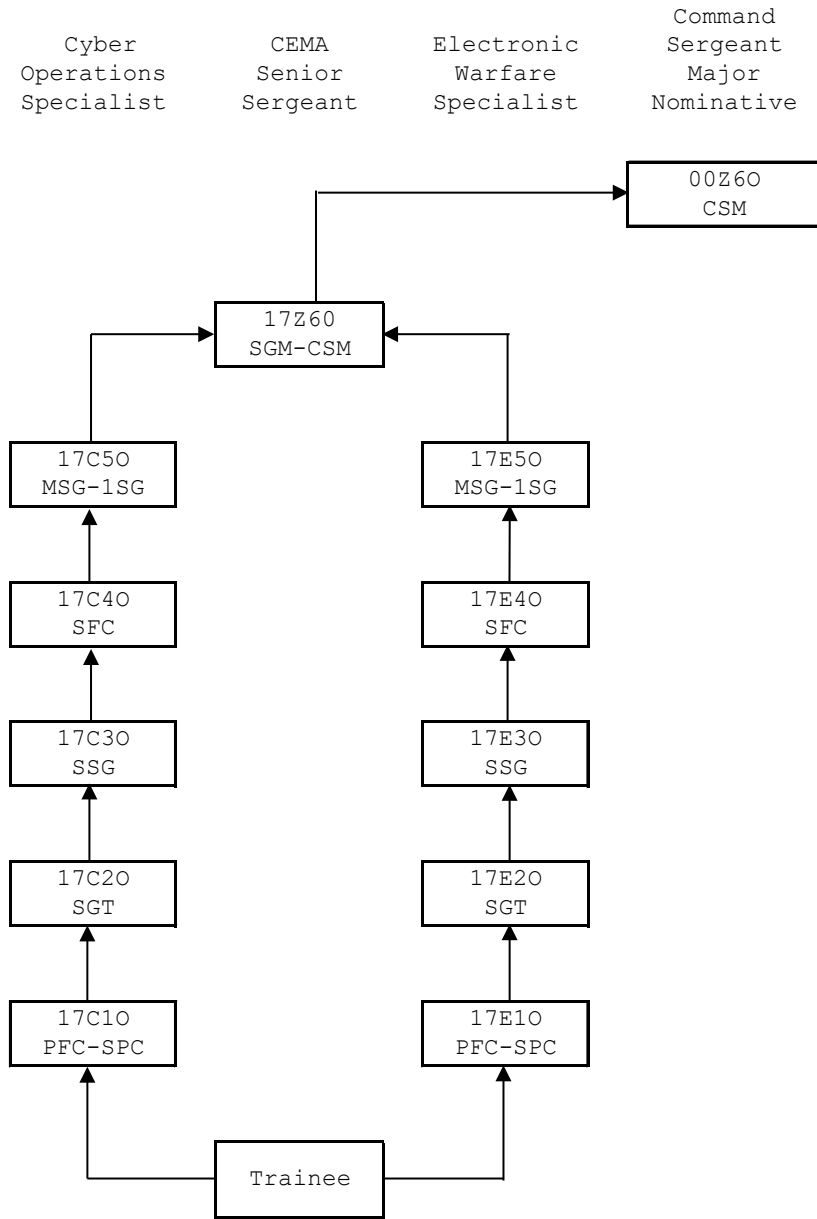 Cyber
Operations
Specialist
CEMA
Senior
Sergeant
Electronic
Warfare
Specialist
Command
Sergeant
Major
Nominative
00Z6O
CSM
17Z60
SGM-CSM
17C5O
MSG-1SG
17E5O
MSG-1SG
17C4O
SFC
17E4O
SFC
17C3O
SSG
17E3O
SSG
17C2O
SGT
17E2O
SGT
17C1O
PFC-SPC
17E1O
PFC-SPC
Trainee